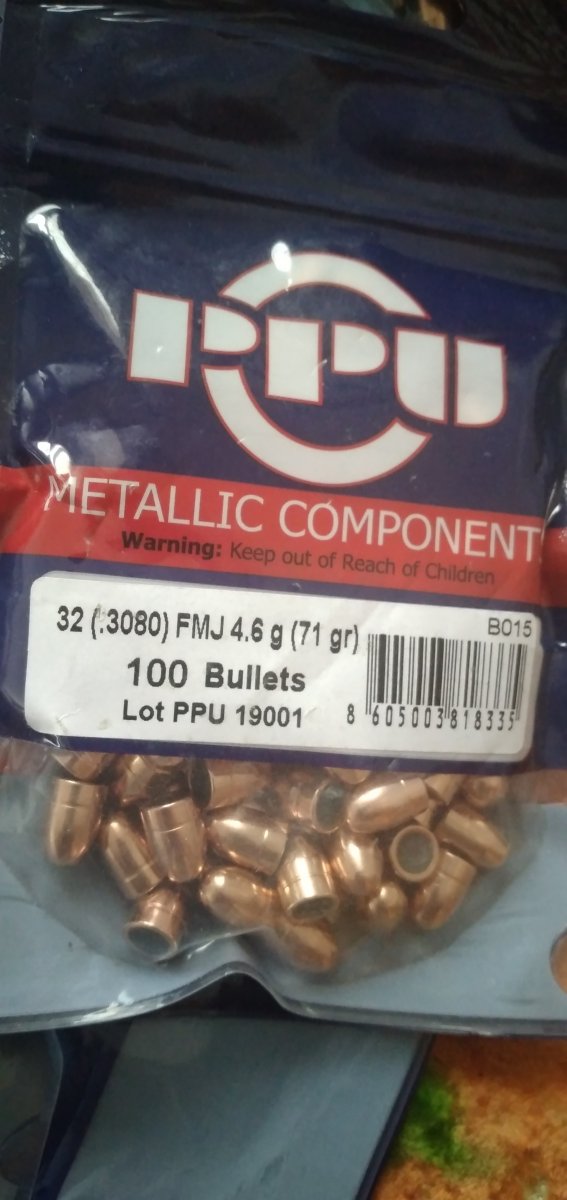 PPU
METALLIC COMPONENT
Warning: Keep out of Reach of Children
32 (.3080) FMJ 4.6 g (71 gr)
B015
100 Bullets
Lot PPU 19001
8 605003 818335